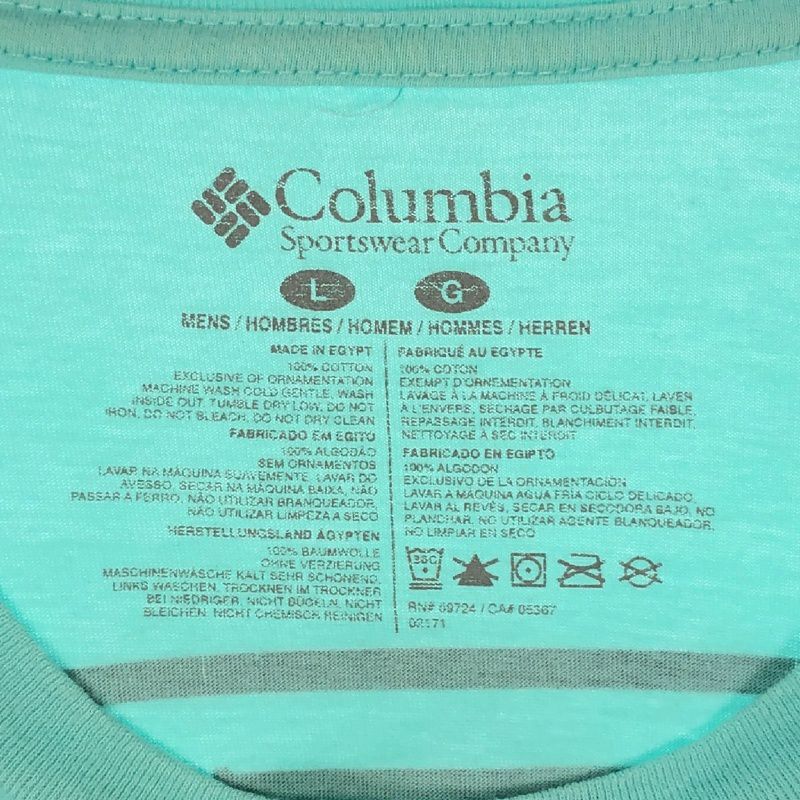 Columbia
Sportswear Company
L G
MENS / HOMBRES / HOMEM / HOMMES / HERREN
MADE IN EGYPT
100% COTTON
EXCLUSIVE OF ORNAMENTATION
MACHINE WASH COLD GENTLE, WASH
INSIDE OUT, TUMBLE DRY LOW, DO NOT
IRON, DO NOT BLEACH, DO NOT DRY CLEAN
FABRICADO EM EGITO
100% ALGODÃO
SEM ORNAMENTOS
LAVAR NA MÁQUINA SUAVEMENTE, LAVAR DO
AVESSO, SECAR NA MÁQUINA BAIXA, NÃO
PASSAR A FERRO, NÃO UTILIZAR BRANQUEADOR,
NÃO UTILIZAR LIMPEZA A SECO
HERSTELLUNGSLAND ÄGYPTEN
100% BAUMWOLLE
OHNE VERZIERUNG
MASCHINENWÄSCHE KALT SEHR SCHONEND,
LINKS WASCHEN, TROCKNEN IM TROCKNER
BEI NIEDRIGER, NICHT BÜGELN, NICHT
BLEICHEN, NICHT CHEMISCH REINIGEN
FABRIQUÉ AU EGYPTE
100% COTON
EXEMPT D'ORNEMENTATION
LAVAGE À LA MACHINE À FROID DÉLICAT, LAVER
À L'ENVERS, SÉCHAGE PAR CULBUTAGE FAIBLE,
REPASSAGE INTERDIT, BLANCHIMENT INTERDIT,
NETTOYAGE À SEC INTERDIT
FABRICADO EN EGIPTO
100% ALGODON
EXCLUSIVO DE LA ORNAMENTACIÓN
LAVAR A MÁQUINA AGUA FRÍA CICLO DELICADO,
LAVAR AL REVÉS, SECAR EN SECODORA BAJO, NO
PLANCHAR, NO UTILIZAR AGENTE BLANQUEADOR,
NO LIMPIAR EN SECO
30C
RN# 69724 / CA# 05367
02171